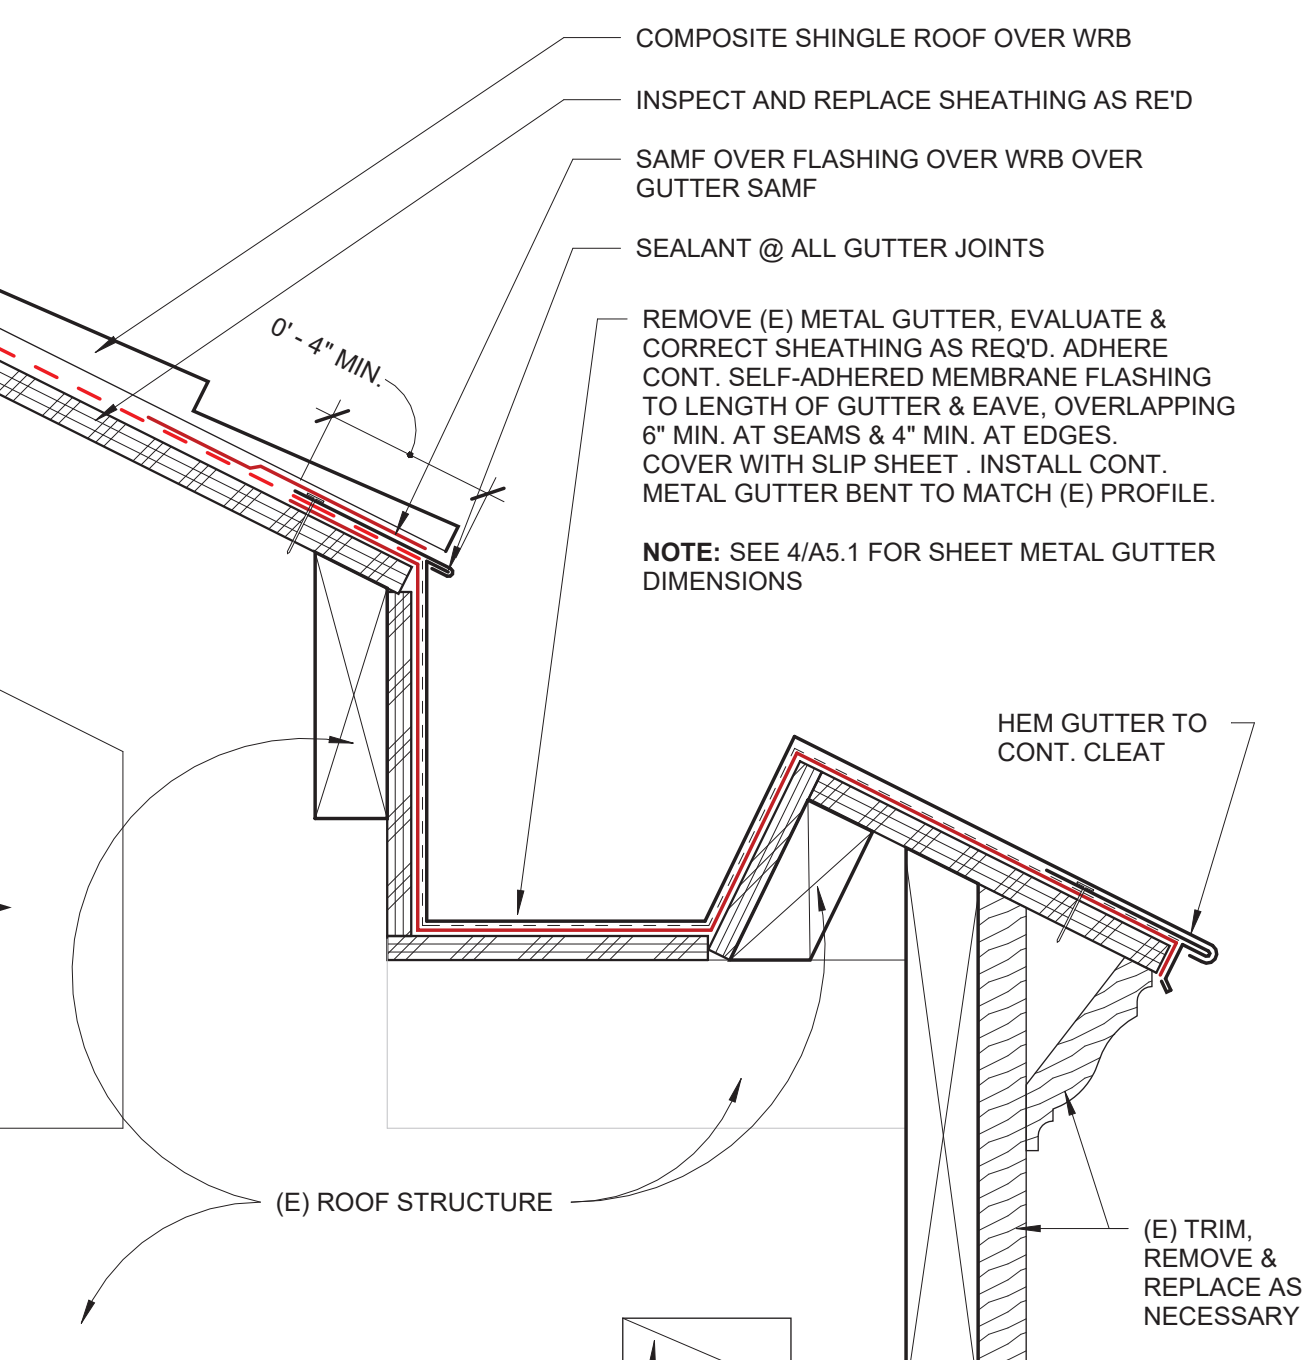 COMPOSITE SHINGLE ROOF OVER WRB
INSPECT AND REPLACE SHEATHING AS RE'D
SAMF OVER FLASHING OVER WRB OVER
GUTTER SAMF
SEALANT @ ALL GUTTER JOINTS
0' - 4" MIN.
REMOVE (E) METAL GUTTER, EVALUATE &
CORRECT SHEATHING AS REQ'D. ADHERE
CONT. SELF-ADHERED MEMBRANE FLASHING
TO LENGTH OF GUTTER & EAVE, OVERLAPPING
6" MIN. AT SEAMS & 4" MIN. AT EDGES.
COVER WITH SLIP SHEET . INSTALL CONT.
METAL GUTTER BENT TO MATCH (E) PROFILE.
NOTE: SEE 4/A5.1 FOR SHEET METAL GUTTER
DIMENSIONS
HEM GUTTER TO
CONT. CLEAT
(E) ROOF STRUCTURE
(E) TRIM,
REMOVE &
REPLACE AS
NECESSARY